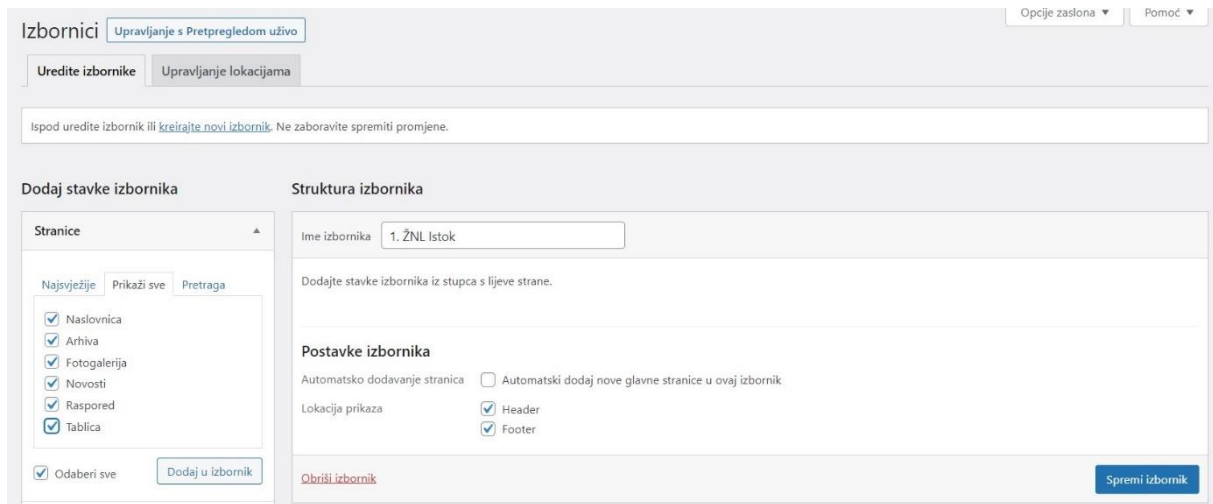 Opcije zaslona ▼
Pomoć ▼
Izbornici
Upravljanje s Pretpregledom uživo
Uredite izbornike
Upravljanje lokacijama
Ispod uredite izbornik ili kreirajte novi izbornik. Ne zaboravite spremiti promjene.
Dodaj stavke izbornika
Stranice
Najsvježije
Prikaži sve
Pretraga
Naslovnica
Arhiva
Fotogalerija
Novosti
Raspored
Tablica
Odaberi sve
Dodaj u izbornik
Struktura izbornika
Ime izbornika
1. ŽNL Istok
Dodajte stavke izbornika iz stupca s lijeve strane.
Postavke izbornika
Automatsko dodavanje stranica
Automatski dodaj nove glavne stranice u ovaj izbornik
Lokacija prikaza
Header
Footer
Obriši izbornik
Spremi izbornik